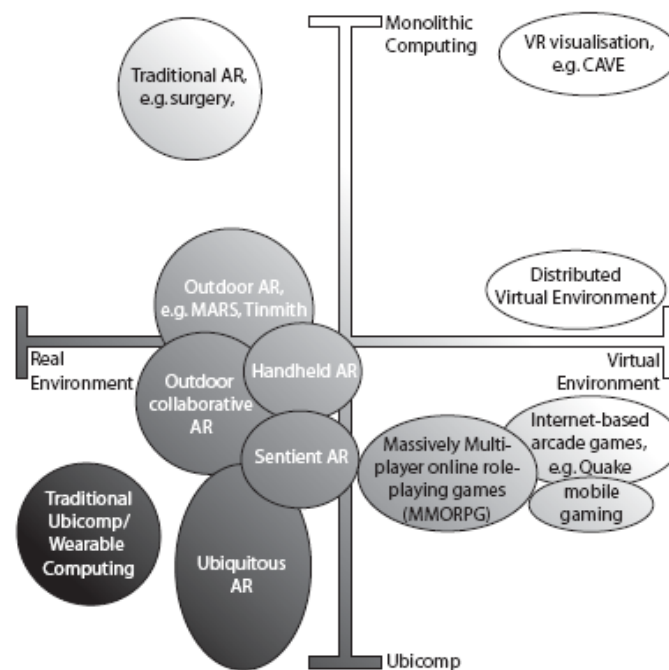 Monolithic
Computing
VR visualisation,
e.g. CAVE
Traditional AR,
e.g. surgery,
Outdoor AR,
e.g. MARS, Tinmith
Distributed
Virtual Environment
Real
Environment
Virtual
Environment
Handheld AR
Outdoor
collaborative
AR
Sentient AR
Massively Multi-
player online role-
playing games
(MMORPG)
Internet-based
arcade games,
e.g. Quake
mobile
gaming
Traditional
Ubicomp/
Wearable
Computing
Ubiquitous
AR
Ubicomp